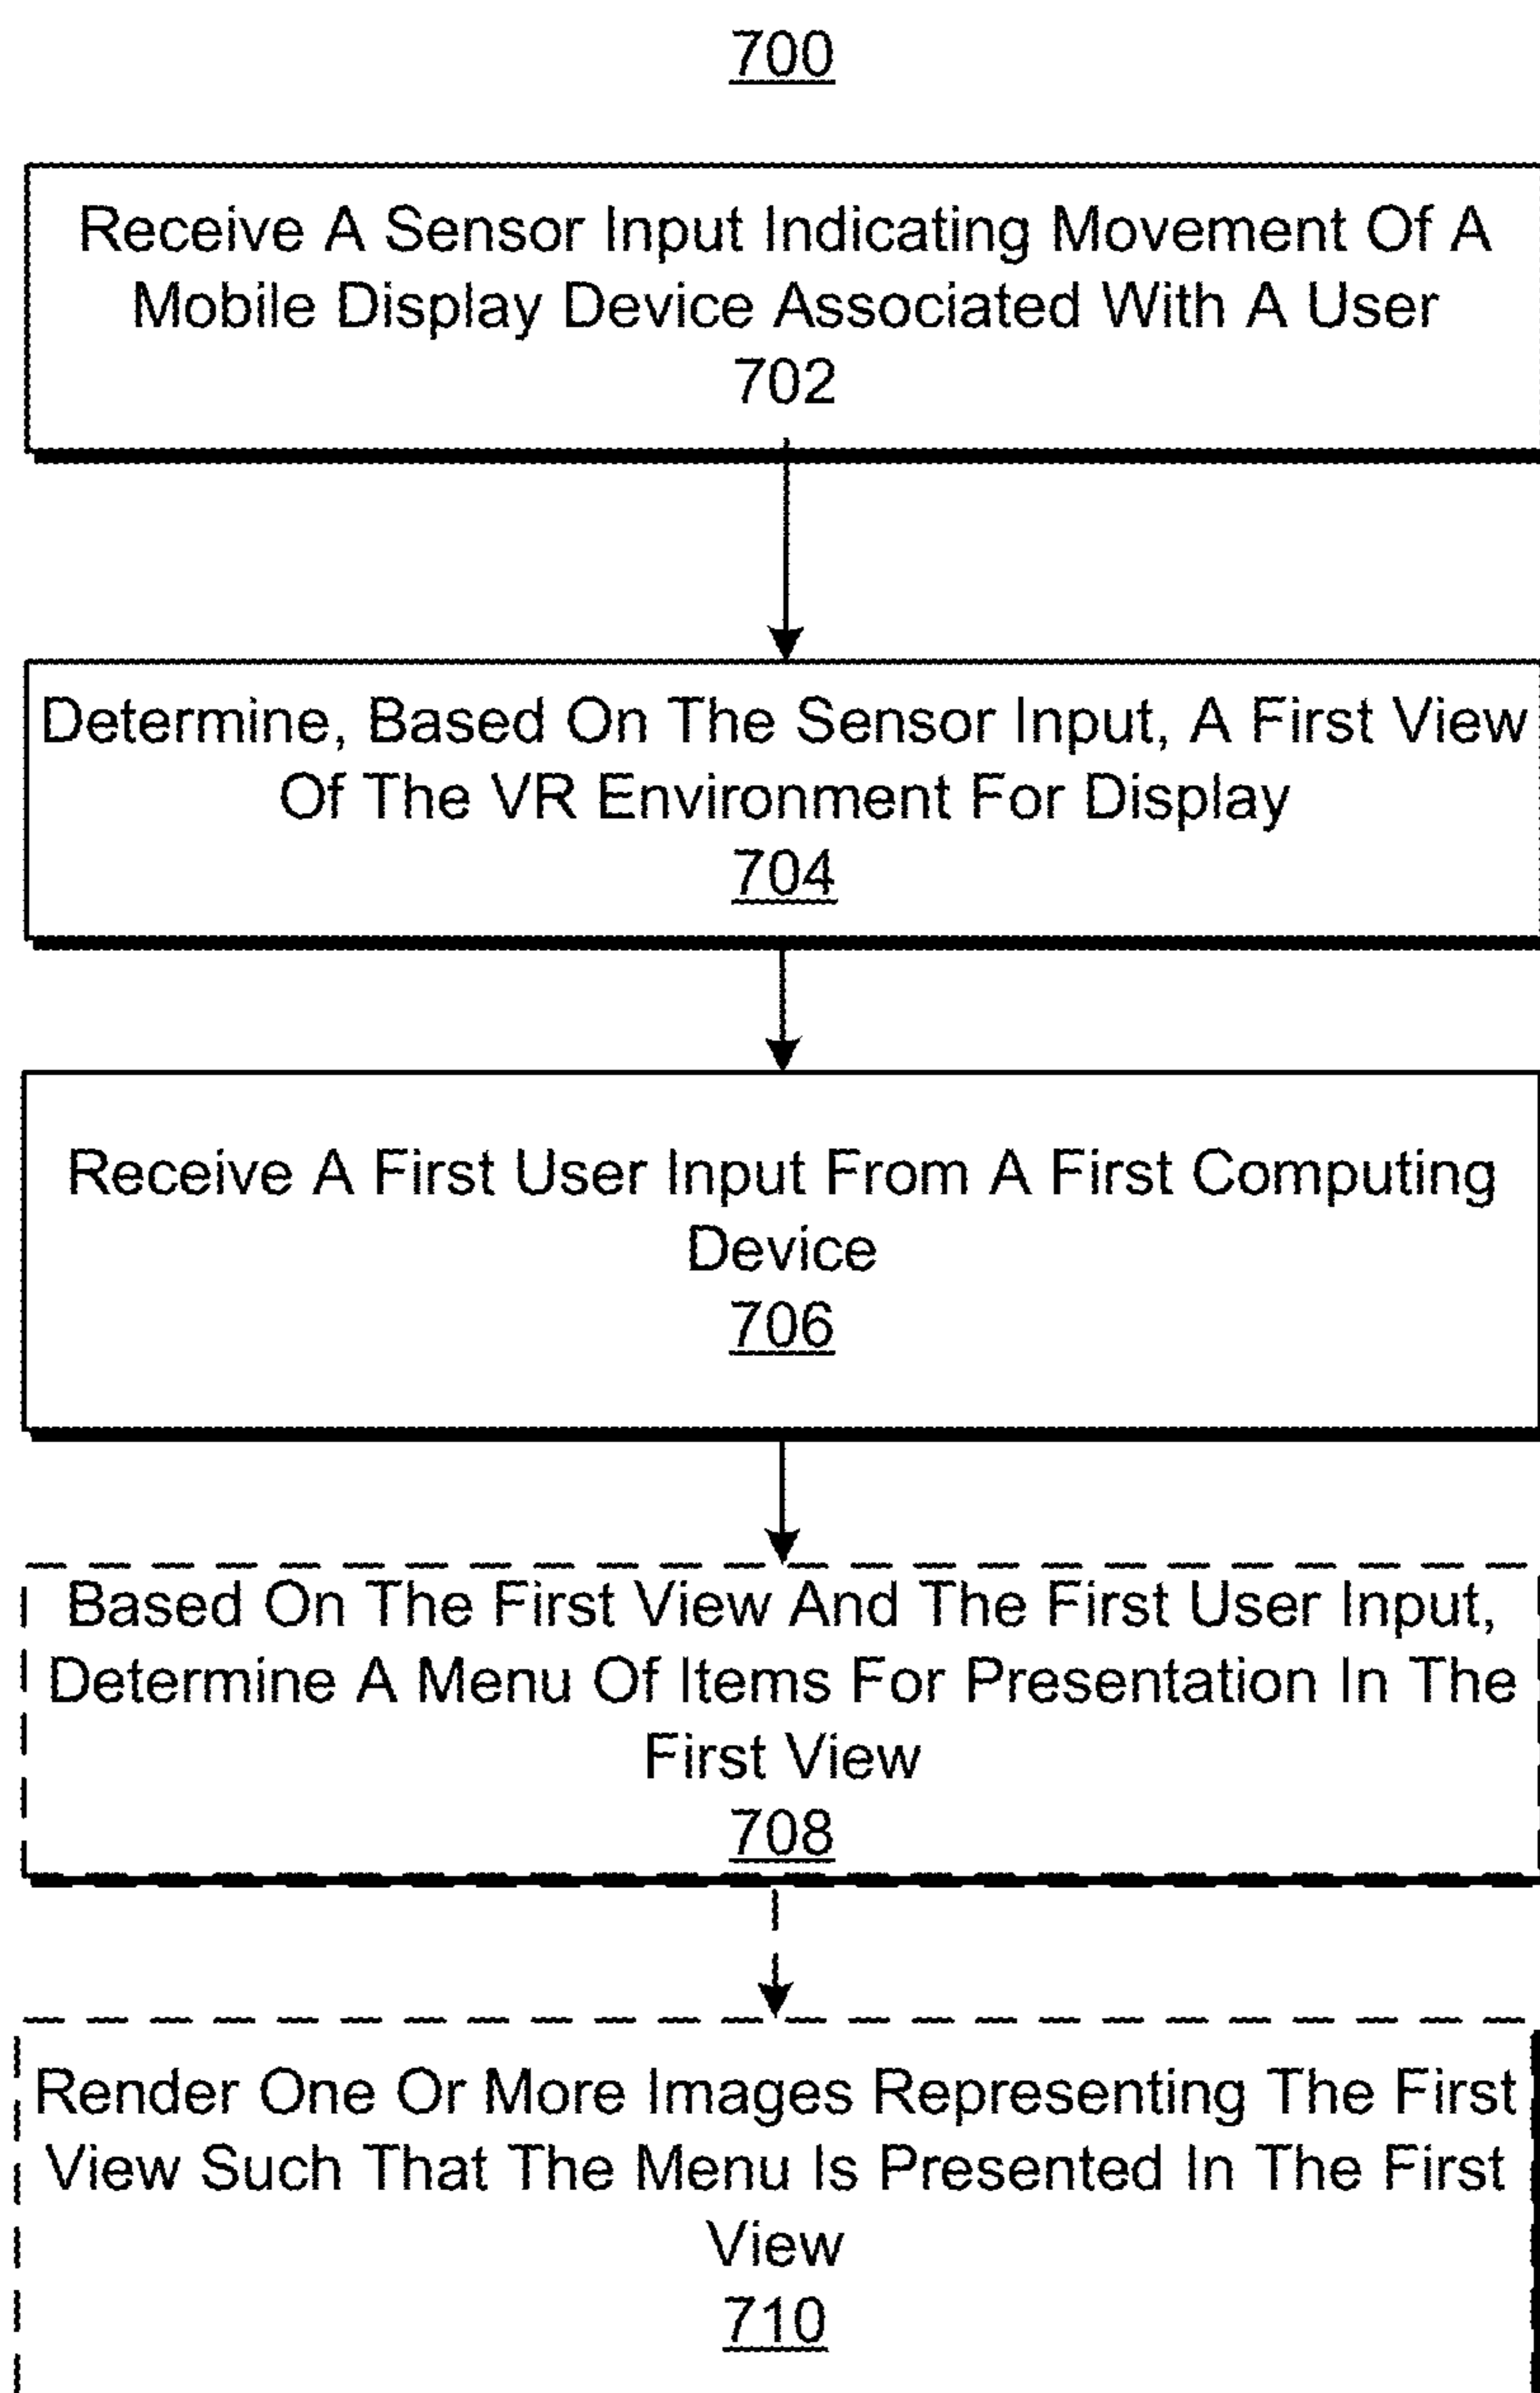 700
Receive A Sensor Input Indicating Movement Of A
Mobile Display Device Associated With A User
702
Determine, Based On The Sensor Input, A First View
Of The VR Environment For Display
704
Receive A First User Input From A First Computing
Device
706
Based On The First View And The First User Input,
Determine A Menu Of Items For Presentation In The
First View
708
Render One Or More Images Representing The First
View Such That The Menu Is Presented In The First
View
710